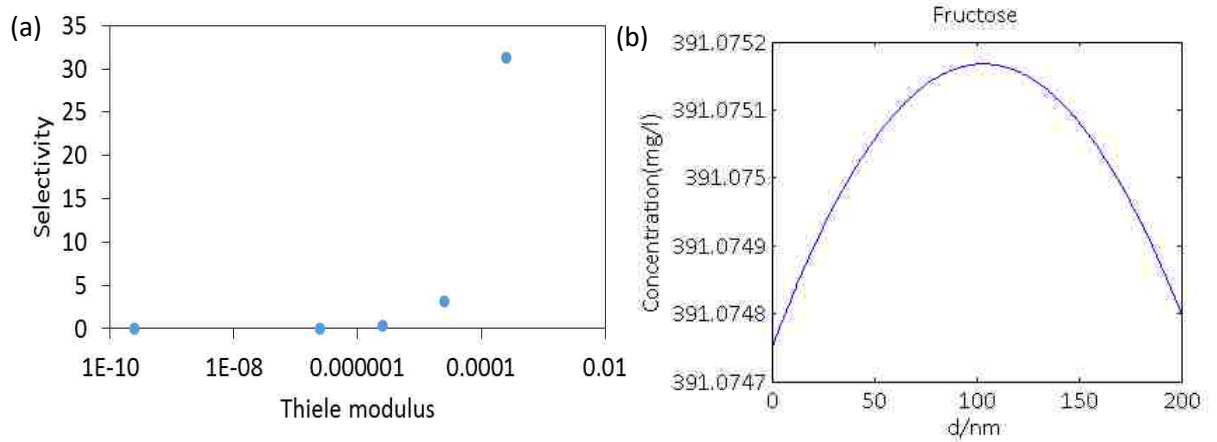 (a)
35
30
25
20
15
10
5
0
Selectivity
1E-10 1E-08 0.000001 0.0001 0.01
Thiele modulus
(b)
Fructose
391.0752
391.0751
391.075
391.0749
391.0748
391.0747
Concentration(mg/l)
0 50 100 150 200
d/nm